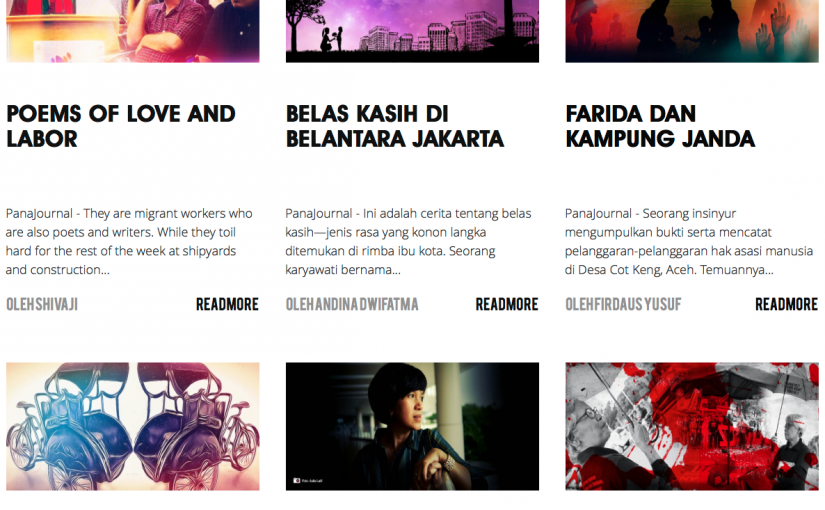 POEMS OF LOVE AND
LABOR
PanaJournal - They are migrant workers who
are also poets and writers. While they toil
hard for the rest of the week at shipyards
and construction...
OLEH SHIVAJI
READMORE
BELAS KASIH DI
BELANTARA JAKARTA
PanaJournal - Ini adalah cerita tentang belas
kasih—jenis rasa yang konon langka
ditemukan di rimba ibu kota. Seorang
karyawati bernama...
OLEH ANDINA DWIFATMA
READMORE
FARIDA DAN
KAMPUNG JANDA
PanaJournal - Seorang insinyur
mengumpulkan bukti serta mencatat
pelanggaran-pelanggaran hak asasi manusia
di Desa Cot Keng, Aceh. Temuannya...
OLEH FIRDAUS YUSUF
READMORE